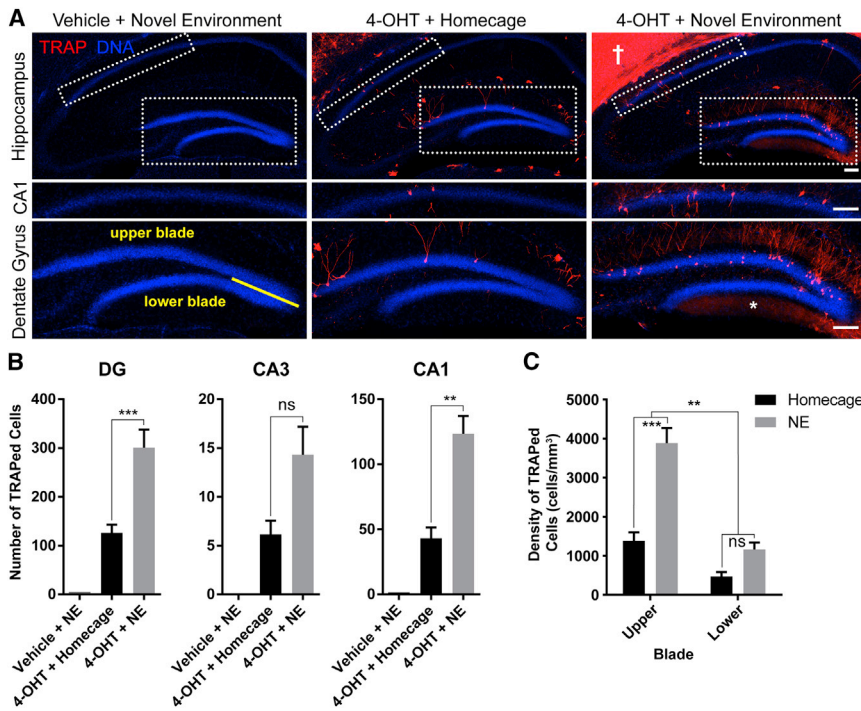 A
Vehicle + Novel Environment
4-OHT + Homecage
4-OHT + Novel Environment
TRAP DNA
†
Hippocampus
CA1
Dentate Gyrus
upper blade
lower blade
*
B
DG
CA3
CA1
Number of TRAPed Cells
400
300
200
100
0
***
20
15
10
5
0
ns
150
100
50
0
**
Vehicle + NE
4-OHT + Homecage
4-OHT + NE
Vehicle + NE
4-OHT + Homecage
4-OHT + NE
Vehicle + NE
4-OHT + Homecage
4-OHT + NE
C
Homecage
NE
Density of TRAPed
Cells (cells/mm³)
5000
4000
3000
2000
1000
0
**
***
ns
Upper
Lower
Blade